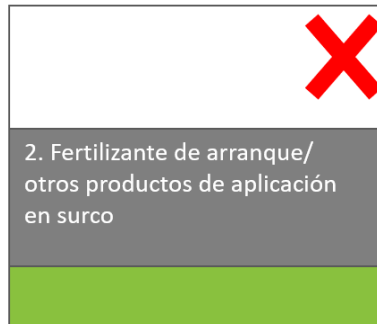 2. Fertilizante de arranque/
otros productos de aplicación
en surco